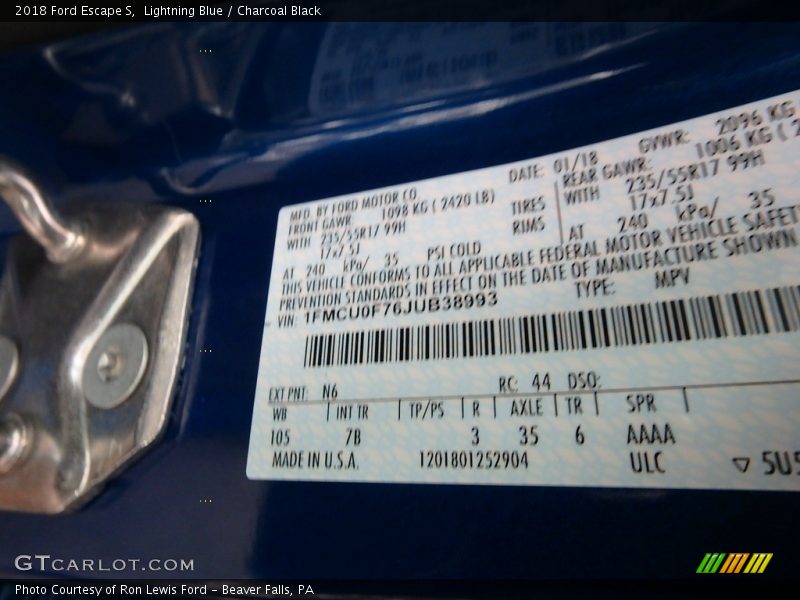 2018 Ford Escape S,  Lightning Blue / Charcoal Black
MFD. BY FORD MOTOR CO
DATE: 01/18
GVWR: 2096 KG
FRONT GAWR:
1098 KG ( 2420 LB)
REAR GAWR:
1006 KG ( 2
WITH 235/55R17 99H
TIRES
WITH 235/55R17 99H
17x7.5J
RIMS
17x7.5J
AT 240 kPa/ 35 PSI COLD
AT 240 kPa/ 35
THIS VEHICLE CONFORMS TO ALL APPLICABLE FEDERAL MOTOR VEHICLE SAFETY
PREVENTION STANDARDS IN EFFECT ON THE DATE OF MANUFACTURE SHOWN
VIN: 1FMCU0F76JUB38993
TYPE: MPV
EXT PNT: N6
RC: 44 DSO:
WB | INT TR | TP/PS | R | AXLE | TR | SPR |
105 7B 3 35 6 AAAA
MADE IN U.S.A. 1201801252904 ULC ▽ 5U5
GTCARLOT.COM
Photo Courtesy of Ron Lewis Ford - Beaver Falls, PA